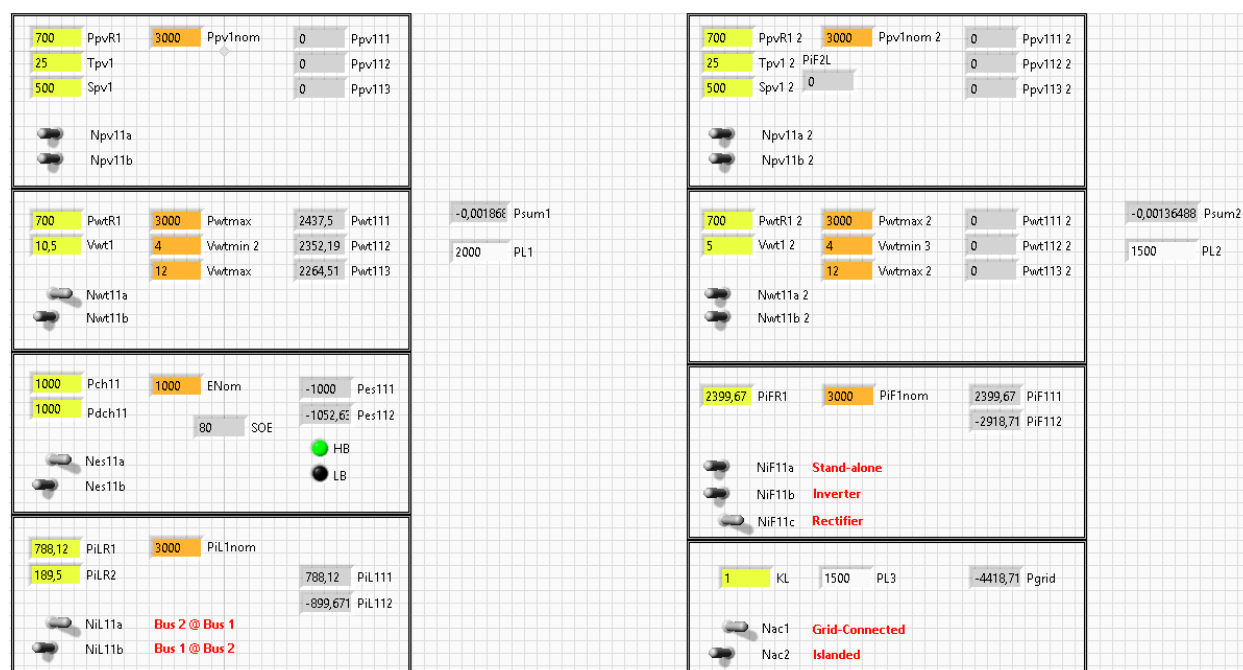 700 PpvR1 3000 Ppv1nom 0 Ppv111
25 Tpv1 0 Ppv112
500 Spv1 0 Ppv113
Npv11a
Npv11b
700 PwtR1 3000 Pwtmax 2437,5 Pwt111
10,5 Vwt1 4 Vwtmin 2 2352,19 Pwt112
12 Vwtmax 2264,51 Pwt113
Nwt11a
Nwt11b
1000 Pch11 1000 ENom -1000 Pes111
1000 Pdch11 -1052,63 Pes112
80 SOE
HB
LB
Nes11a
Nes11b
788,12 PiLR1 3000 PiL1nom
189,5 PiLR2 788,12 PiL111
-899,671 PiL112
NiL11a Bus 2 @ Bus 1
NiL11b Bus 1 @ Bus 2
-0,001868 Psum1
2000 PL1
700 PpvR1 2 3000 Ppv1nom 2 0 Ppv111 2
25 Tpv1 2 PiF2L 0 Ppv112 2
500 Spv1 2 0 0 Ppv113 2
Npv11a 2
Npv11b 2
700 PwtR1 2 3000 Pwtmax 2 0 Pwt111 2
5 Vwt1 2 4 Vwtmin 3 0 Pwt112 2
12 Vwtmax 2 0 Pwt113 2
Nwt11a 2
Nwt11b 2
2399,67 PiFR1 3000 PiF1nom 2399,67 PiF111
-2918,71 PiF112
NiF11a Stand-alone
NiF11b Inverter
NiF11c Rectifier
1 KL 1500 PL3 -4418,71 Pgrid
Nac1 Grid-Connected
Nac2 Islanded
-0,00136488 Psum2
1500 PL2